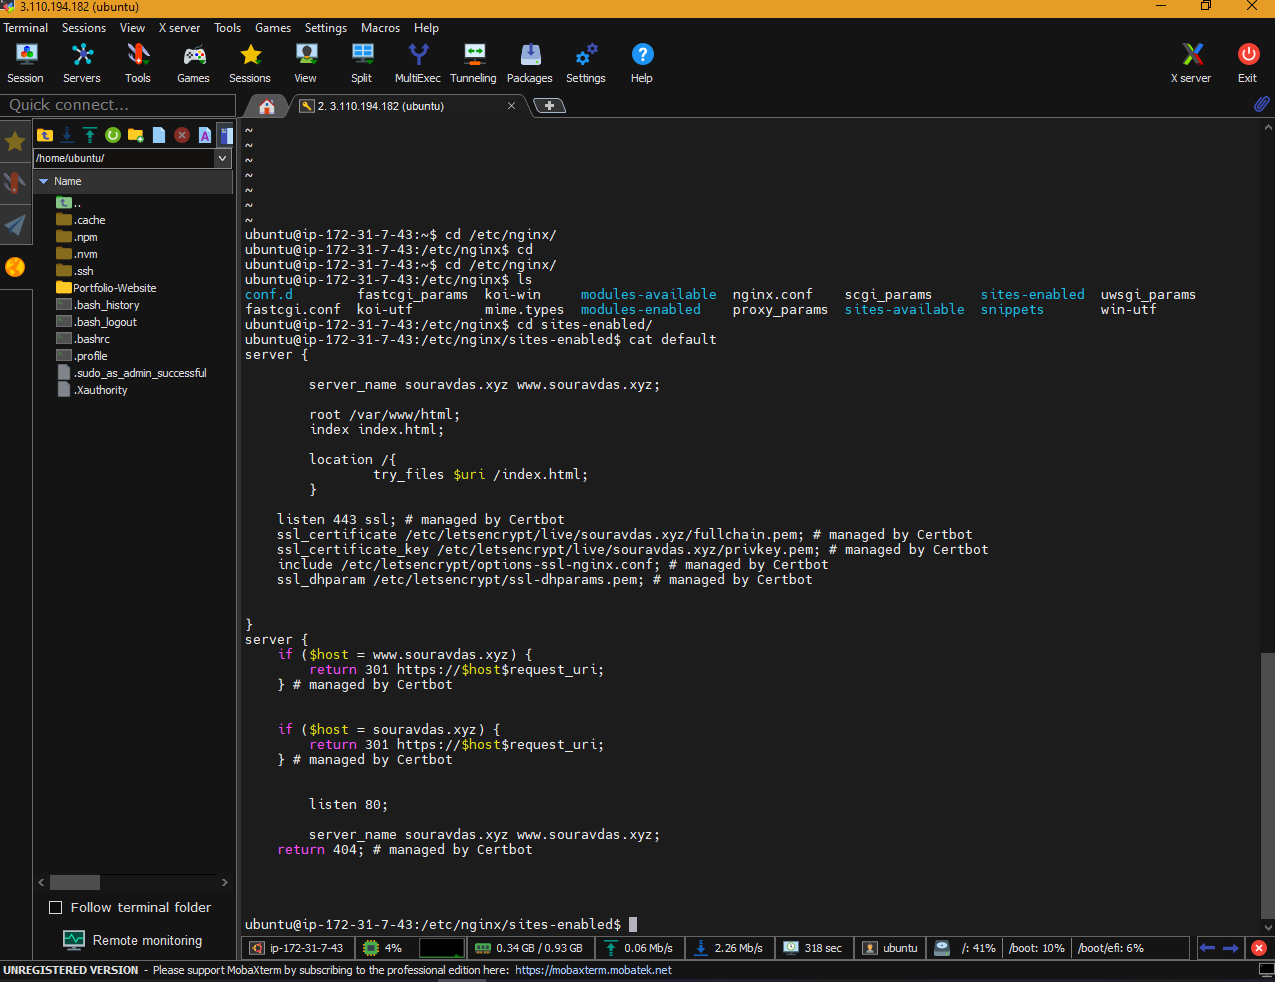 3.110.194.182 (ubuntu)
Terminal Sessions View X server Tools Games Settings Macros Help
Session Servers Tools Games Sessions View Split MultiExec Tunneling Packages Settings Help X server Exit
Quick connect...
2. 3.110.194.182 (ubuntu)
/home/ubuntu/
Name
..
.cache
.npm
.nvm
.ssh
Portfolio-Website
.bash_history
.bash_logout
.bashrc
.profile
.sudo_as_admin_successful
.Xauthority
Follow terminal folder
Remote monitoring
~
~
~
~
~
~
~
ubuntu@ip-172-31-7-43:~$ cd /etc/nginx/
ubuntu@ip-172-31-7-43:/etc/nginx$ cd
ubuntu@ip-172-31-7-43:~$ cd /etc/nginx/
ubuntu@ip-172-31-7-43:/etc/nginx$ ls
conf.d fastcgi_params koi-win modules-available nginx.conf scgi_params sites-enabled uwsgi_params
fastcgi.conf koi-utf mime.types modules-enabled proxy_params sites-available snippets win-utf
ubuntu@ip-172-31-7-43:/etc/nginx$ cd sites-enabled/
ubuntu@ip-172-31-7-43:/etc/nginx/sites-enabled$ cat default
server {
server_name souravdas.xyz www.souravdas.xyz;
root /var/www/html;
index index.html;
location /{
try_files $uri /index.html;
}
listen 443 ssl; # managed by Certbot
ssl_certificate /etc/letsencrypt/live/souravdas.xyz/fullchain.pem; # managed by Certbot
ssl_certificate_key /etc/letsencrypt/live/souravdas.xyz/privkey.pem; # managed by Certbot
include /etc/letsencrypt/options-ssl-nginx.conf; # managed by Certbot
ssl_dhparam /etc/letsencrypt/ssl-dhparams.pem; # managed by Certbot
}
server {
if ($host = www.souravdas.xyz) {
return 301 https://$host$request_uri;
} # managed by Certbot
if ($host = souravdas.xyz) {
return 301 https://$host$request_uri;
} # managed by Certbot
listen 80;
server_name souravdas.xyz www.souravdas.xyz;
return 404; # managed by Certbot
ubuntu@ip-172-31-7-43:/etc/nginx/sites-enabled$
ip-172-31-7-43 4% 0.34 GB / 0.93 GB 0.06 Mb/s 2.26 Mb/s 318 sec ubuntu /: 41% /boot: 10% /boot/efi: 6%
UNREGISTERED VERSION - Please support MobaXterm by subscribing to the professional edition here: https://mobaxterm.mobatek.net